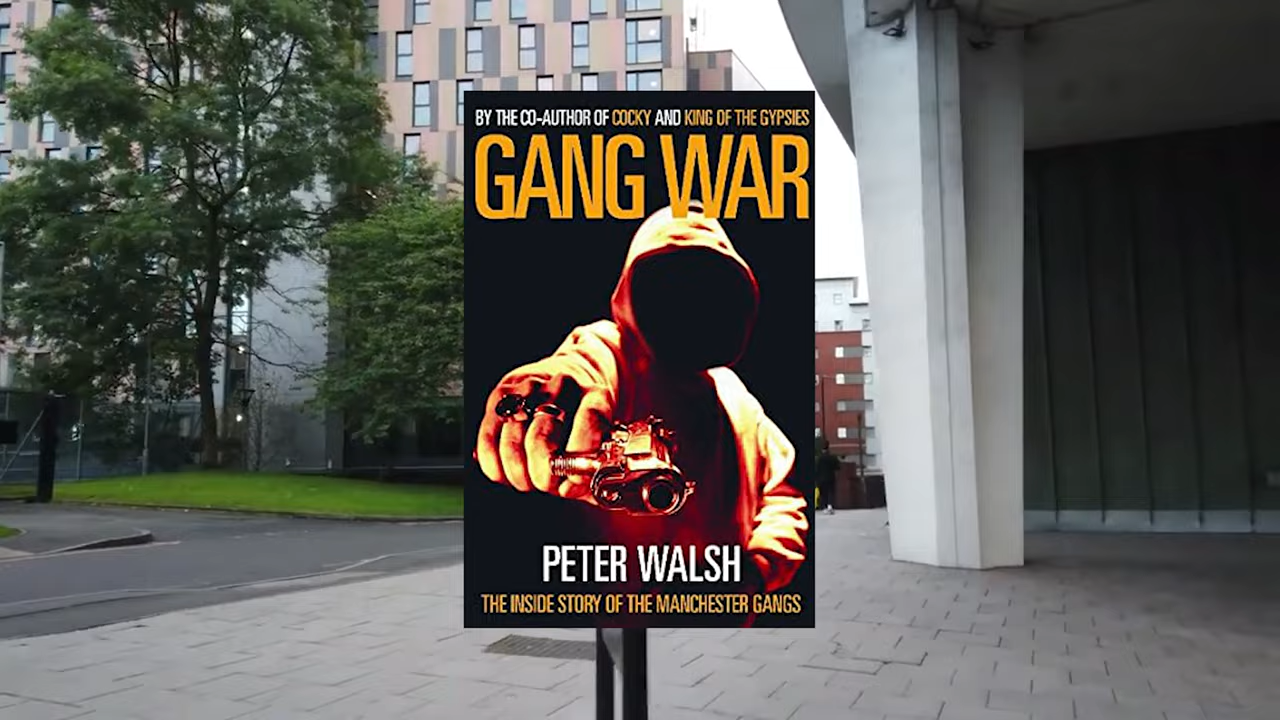 BY THE CO-AUTHOR OF COCKY AND KING OF THE GYPSIES
GANG WAR
PETER WALSH
THE INSIDE STORY OF THE MANCHESTER GANGS